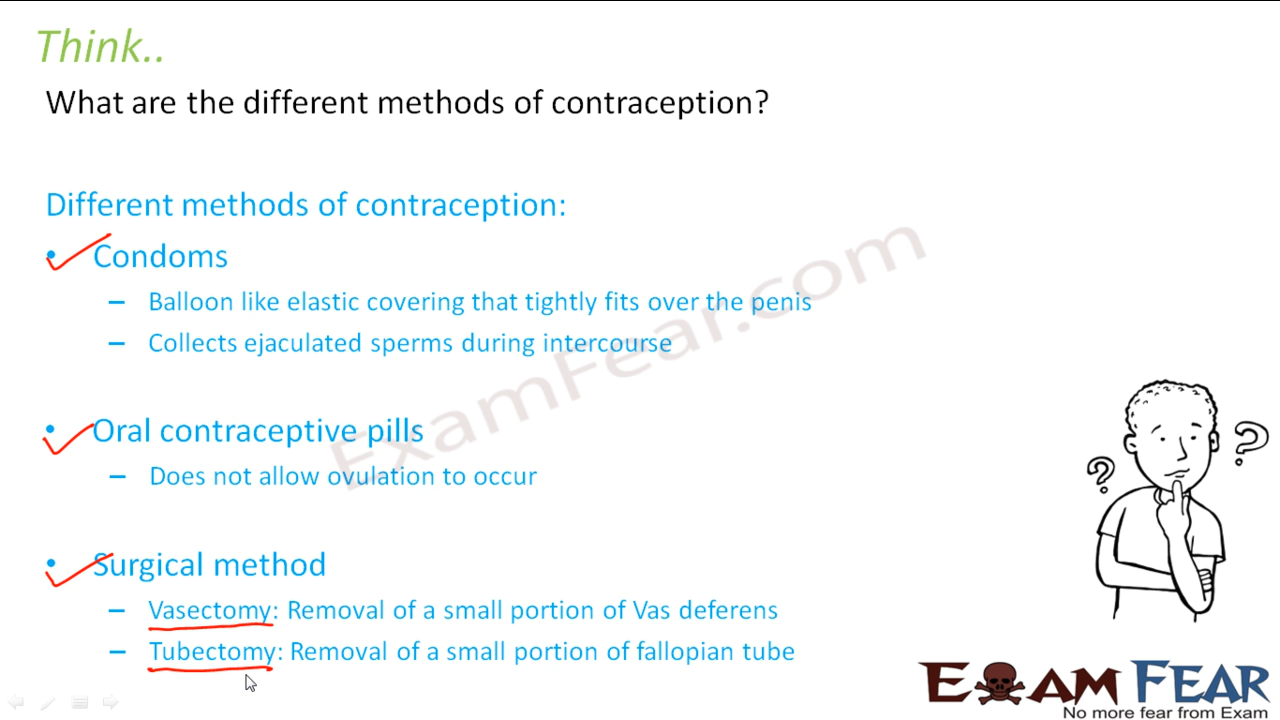 Think..
What are the different methods of contraception?
Different methods of contraception:
• Condoms
– Balloon like elastic covering that tightly fits over the penis
– Collects ejaculated sperms during intercourse
• Oral contraceptive pills
– Does not allow ovulation to occur
• Surgical method
– Vasectomy: Removal of a small portion of Vas deferens
– Tubectomy: Removal of a small portion of fallopian tube
ExamFear.com
? ?
EXAM FEAR
No more fear from Exam